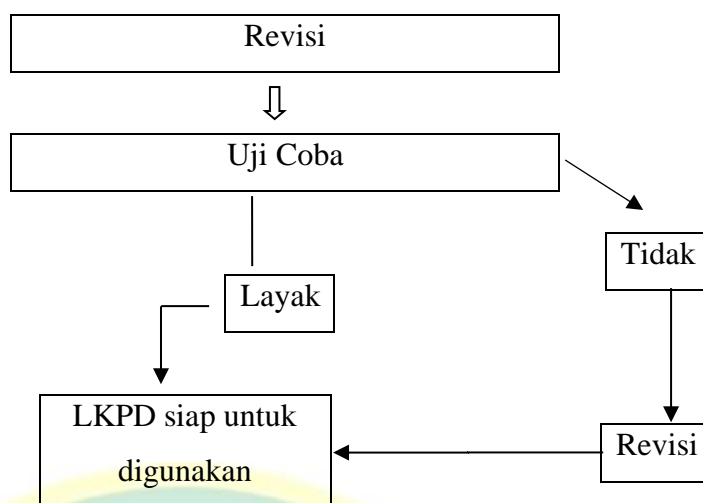 Revisi
Uji Coba
Tidak
Layak
LKPD siap untuk
digunakan
Revisi